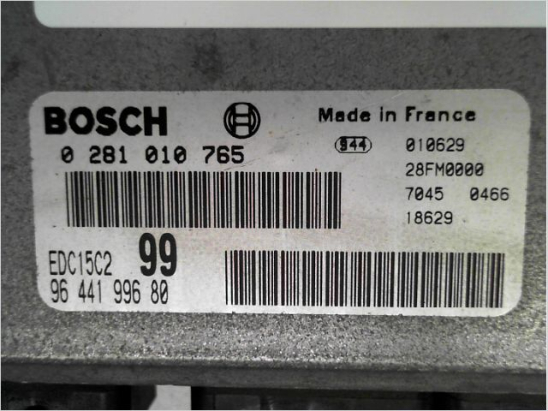 BOSCH
Made in France
0 281 010 765
944
010629
28FM0000
7045 0466
18629
EDC15C2 99
96 441 996 80